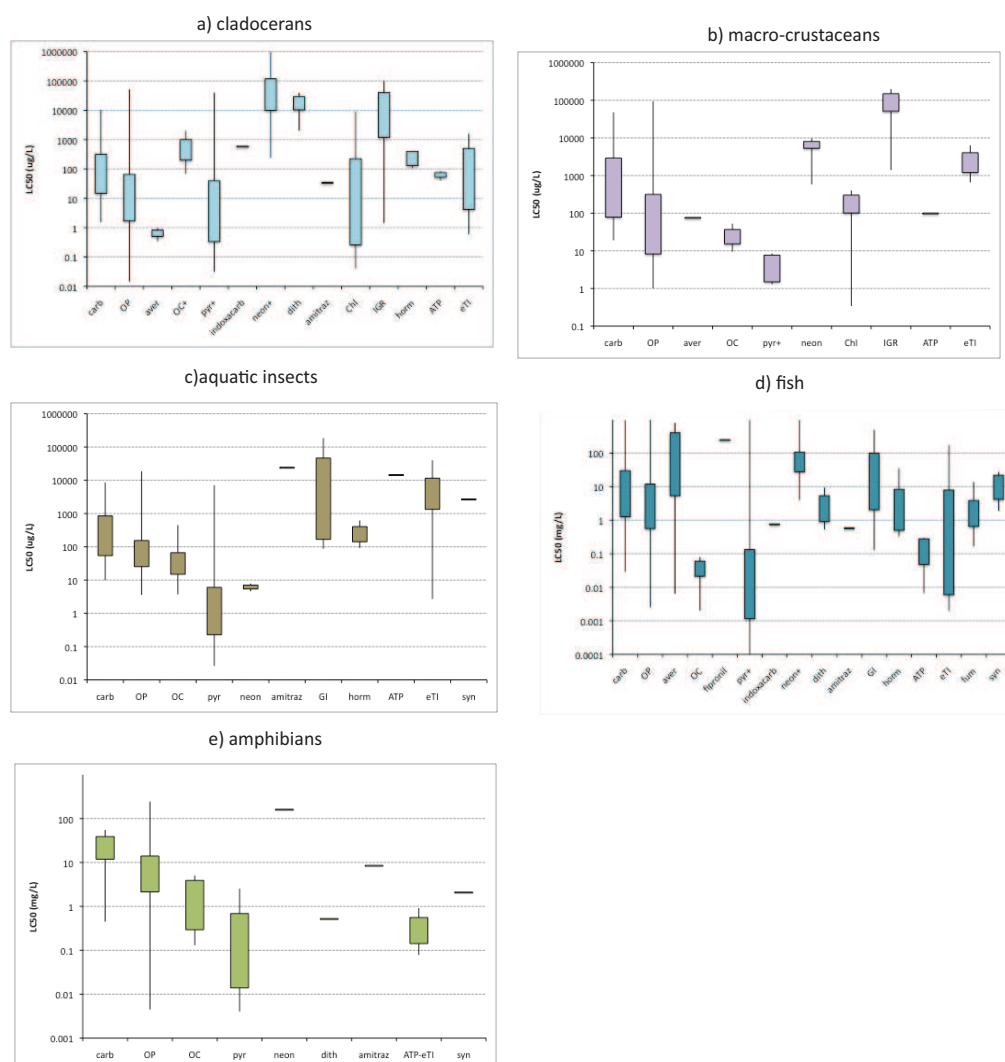 a) cladocerans
1000000
100000
10000
1000
100
10
1
0.1
0.01
LC50 (ug/L)
carb OP aver OC+ pyr+ indoxacarb neon+ dith amitraz Chl IGR horm ATP eTI
b) macro-crustaceans
1000000
100000
10000
1000
100
10
1
0.1
LC50 (ug/L)
carb OP aver OC pyr+ neon Chl IGR ATP eTI
c)aquatic insects
1000000
100000
10000
1000
100
10
1
0.1
0.01
LC50 (ug/L)
carb OP OC pyr neon amitraz GI horm ATP eTI syn
d) fish
100
10
1
0.1
0.01
0.001
0.0001
LC50 (mg/L)
carb OP aver OC fipronil pyr+ indoxacarb neon+ dith amitraz GI horm ATP eTI fum syn
e) amphibians
100
10
1
0.1
0.01
0.001
LC50 (mg/L)
carb OP OC pyr neon dith amitraz ATP-eTI syn